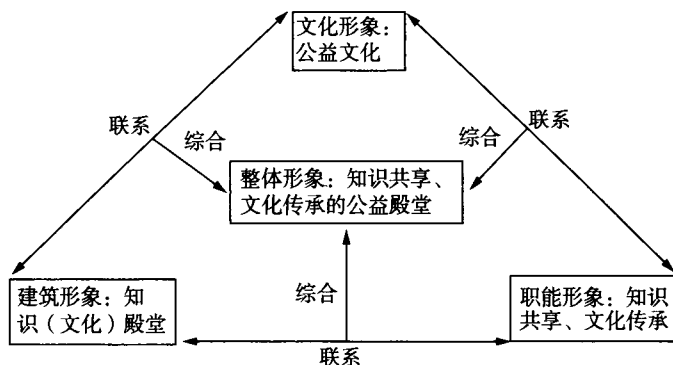 文化形象：
公益文化
联系
联系
综合
综合
整体形象：知识共享、
文化传承的公益殿堂
建筑形象：知
识（文化）殿堂
综合
职能形象：知识
共享、文化传承
联系